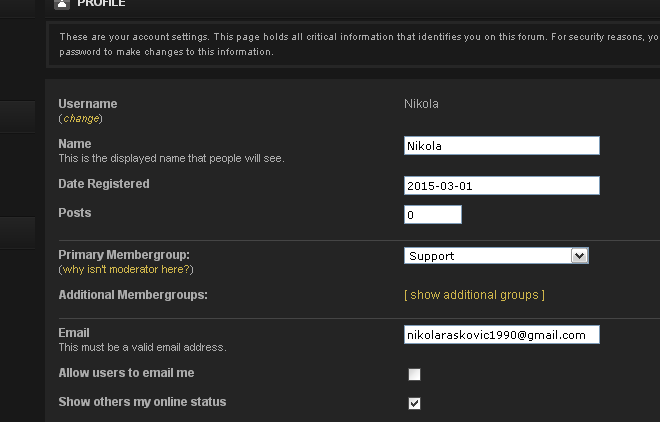 PROFILE
These are your account settings. This page holds all critical information that identifies you on this forum. For security reasons, yo
password to make changes to this information.
Username
Nikola
(change)
Name
Nikola
This is the displayed name that people will see.
Date Registered
2015-03-01
Posts
0
Primary Membergroup:
Support
(why isn't moderator here?)
Additional Membergroups:
[ show additional groups ]
Email
nikolaraskovic1990@gmail.com
This must be a valid email address.
Allow users to email me
Show others my online status